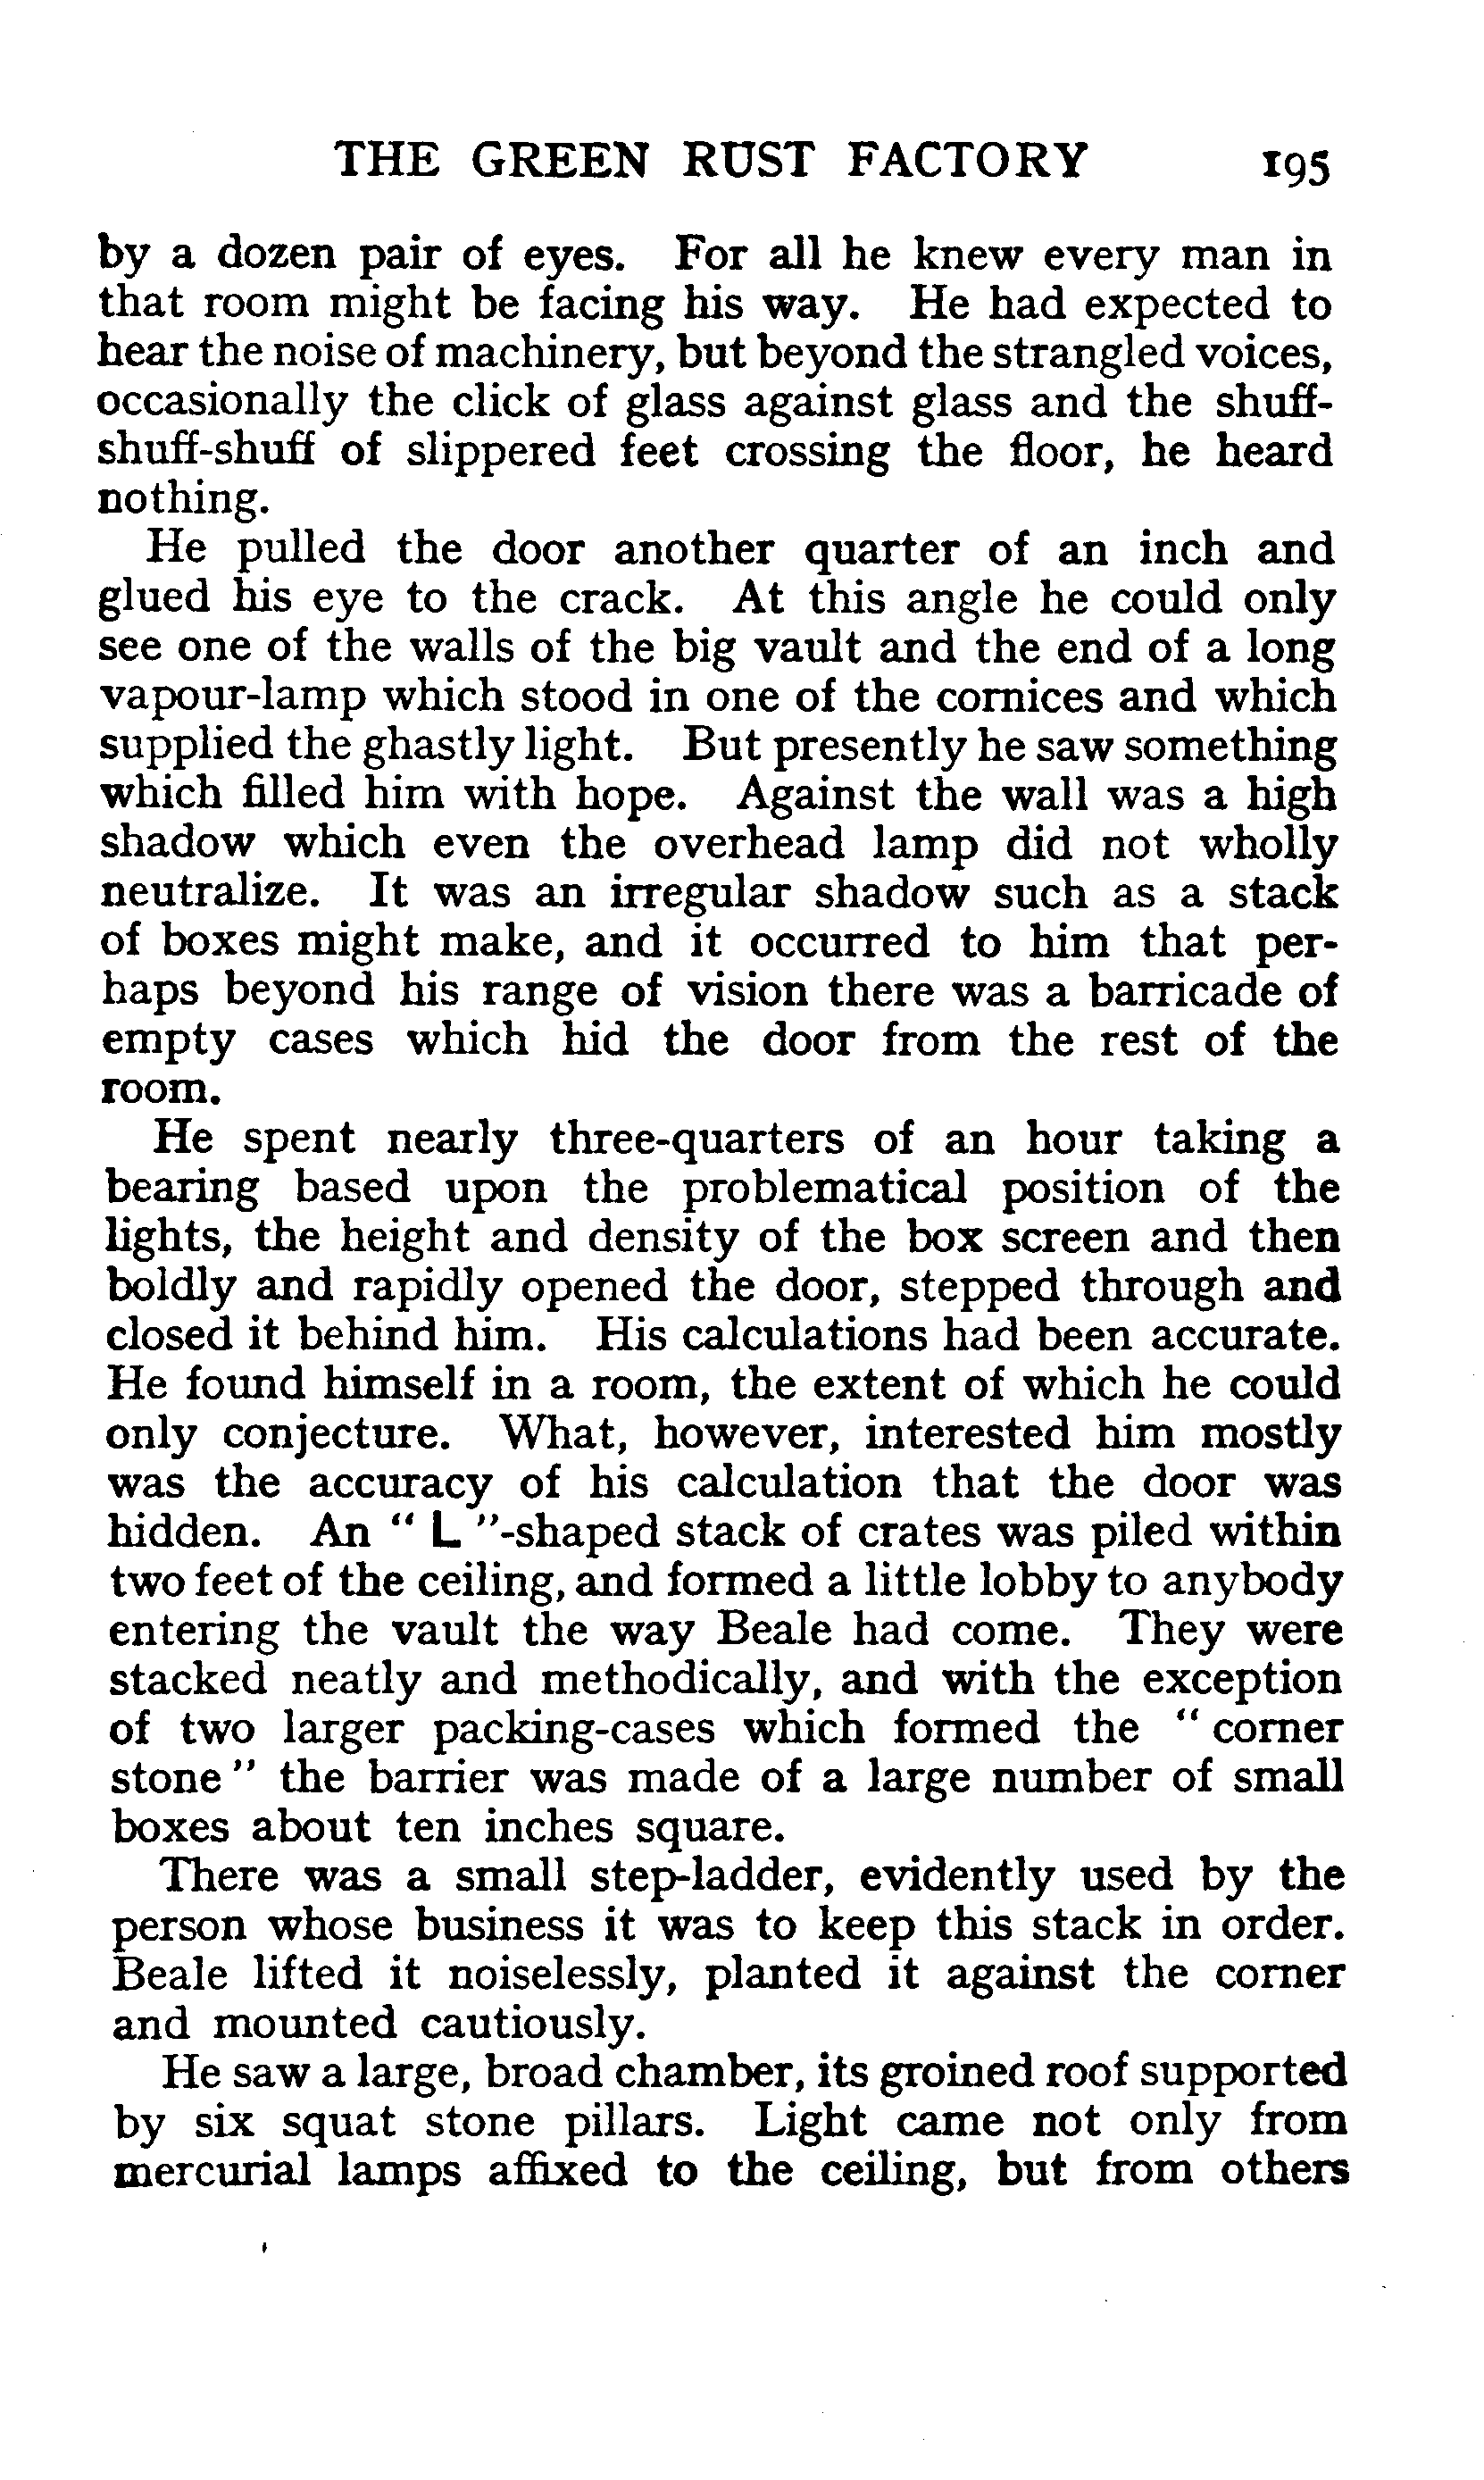 THE GREEN RUST FACTORY 195
by a dozen pair of eyes. For all he knew every man in
that room might be facing his way. He had expected to
hear the noise of machinery, but beyond the strangled voices,
occasionally the click of glass against glass and the shuff-
shuff-shuff of slippered feet crossing the floor, he heard
nothing.
He pulled the door another quarter of an inch and
glued his eye to the crack. At this angle he could only
see one of the walls of the big vault and the end of a long
vapour-lamp which stood in one of the cornices and which
supplied the ghastly light. But presently he saw something
which filled him with hope. Against the wall was a high
shadow which even the overhead lamp did not wholly
neutralize. It was an irregular shadow such as a stack
of boxes might make, and it occurred to him that per-
haps beyond his range of vision there was a barricade of
empty cases which hid the door from the rest of the
room.
He spent nearly three-quarters of an hour taking a
bearing based upon the problematical position of the
lights, the height and density of the box screen and then
boldly and rapidly opened the door, stepped through and
closed it behind him. His calculations had been accurate.
He found himself in a room, the extent of which he could
only conjecture. What, however, interested him mostly
was the accuracy of his calculation that the door was
hidden. An " L "-shaped stack of crates was piled within
two feet of the ceiling, and formed a little lobby to anybody
entering the vault the way Beale had come. They were
stacked neatly and methodically, and with the exception
of two larger packing-cases which formed the " corner
stone " the barrier was made of a large number of small
boxes about ten inches square.
There was a small step-ladder, evidently used by the
person whose business it was to keep this stack in order.
Beale lifted it noiselessly, planted it against the corner
and mounted cautiously.
He saw a large, broad chamber, its groined roof supported
by six squat stone pillars. Light came not only from
mercurial lamps affixed to the ceiling, but from others